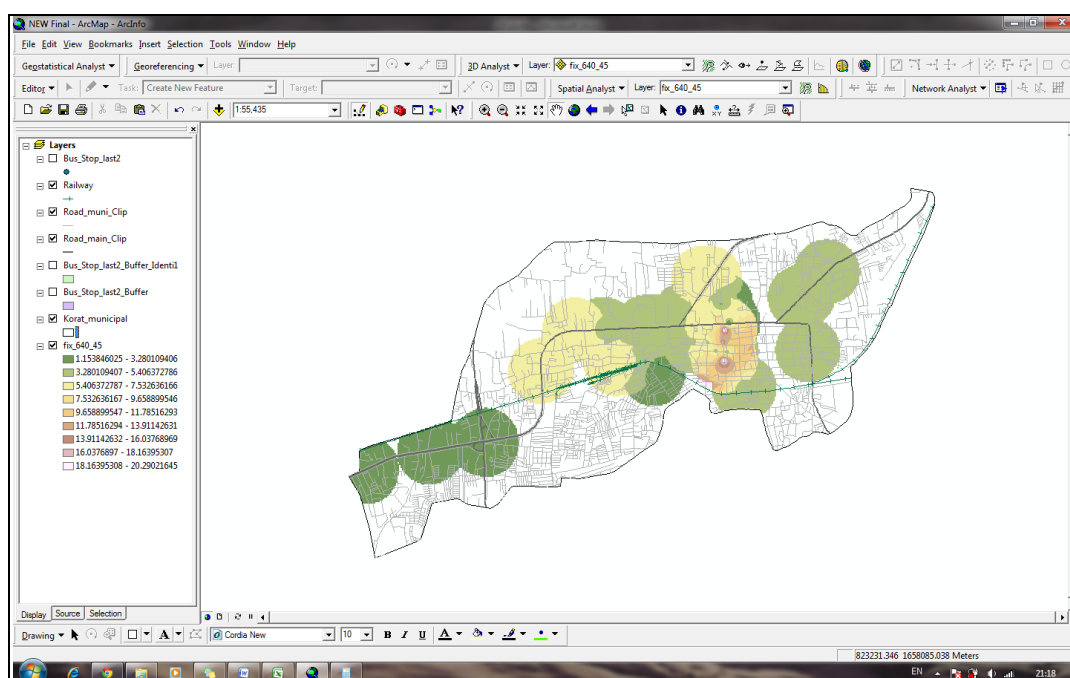 NEW Final - ArcMap - ArcInfo
File Edit View Bookmarks Insert Selection Tools Window Help
Geostatistical Analyst Georeferencing Layer: 3D Analyst Layer: fix_640_45
Editor Task: Create New Feature Target: Spatial Analyst Layer: fix_640_45 Network Analyst
1:55,435
Layers
Bus_Stop_last2
Railway
Road_muni_Clip
Road_main_Clip
Bus_Stop_last2_Buffer_Identi1
Bus_Stop_last2_Buffer
Korat_municipal
fix_640_45
1.153846025 - 3.280109406
3.280109407 - 5.406372786
5.406372787 - 7.532636166
7.532636167 - 9.658899546
9.658899547 - 11.78516293
11.78516294 - 13.91142631
13.91142632 - 16.03768969
16.0376897 - 18.16395307
18.16395308 - 20.29021645
Display Source Selection
Drawing A Cordia New 10 B I U A
823231.346 1658085.038 Meters
EN 21:18